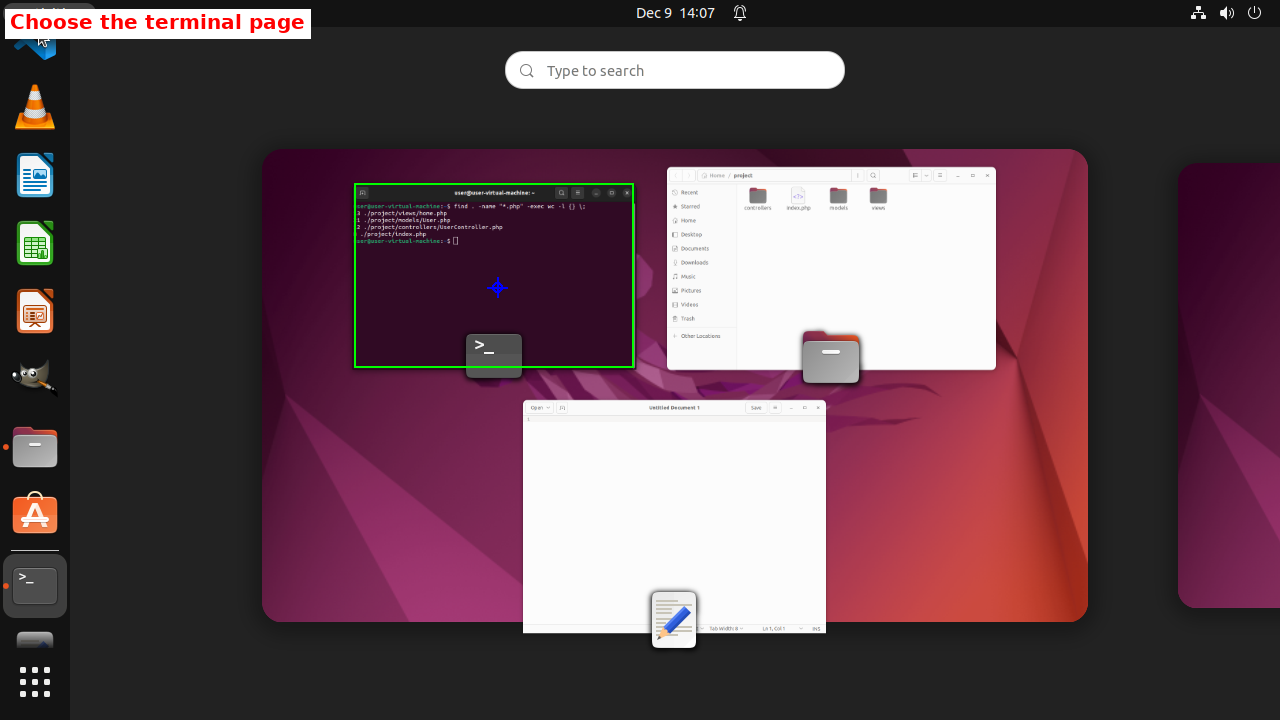 Choose the terminal page
Dec 9 14:07
Type to search
user@user-virtual-machine: ~
user@user-virtual-machine:~$ find . -name "*.php" -exec wc -l {} \;
3 ./project/views/home.php
1 ./project/models/User.php
2 ./project/controllers/UserController.php
./project/index.php
user@user-virtual-machine:~$
Home / project
Recent
Starred
Home
Desktop
Documents
Downloads
Music
Pictures
Videos
Trash
Other Locations
controllers
index.php
models
views
Open
Untitled Document 1
Save
1
Tab Width: 8
Ln 1, Col 1
INS